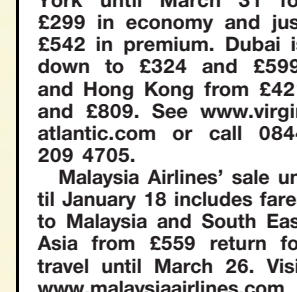 York until March 31 fo
£299 in economy and jus
£542 in premium. Dubai i
down to £324 and £599
and Hong Kong from £42
and £809. See www.virgi
atlantic.com or call 084
209 4705.
Malaysia Airlines' sale un
til January 18 includes fare
to Malaysia and South Eas
Asia from £559 return fo
travel until March 26. Visi
www.malaysiaairlines.com